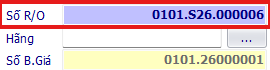 Số R/O 0101.S26.000006
Hãng ...
Số B.Giá 0101.26000001